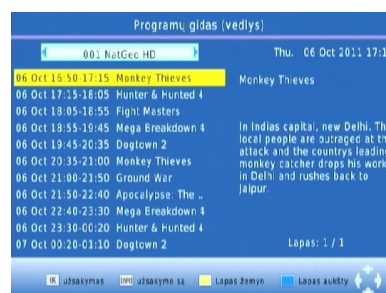 Programų gidas (vedlys)
001 NatGeo HD
Thu. 06 Oct 2011 17:1
06 Oct 16:50-17:15 Monkey Thieves
06 Oct 17:15-18:05 Hunter & Hunted 4
06 Oct 18:05-18:55 Fight Masters
06 Oct 18:55-19:45 Mega Breakdown 4
06 Oct 19:45-20:35 Dogtown 2
06 Oct 20:35-21:00 Monkey Thieves
06 Oct 21:00-21:50 Ground War
06 Oct 21:50-22:40 Apocalypse: The ..
06 Oct 22:40-23:30 Mega Breakdown 4
06 Oct 23:30-00:20 Hunter & Hunted 4
07 Oct 00:20-01:10 Dogtown 2
Monkey Thieves
In Indias capital, new Delhi. Th
local people are outraged at th
attack and the countrys leadin
monkey catcher drops his work
in Delhi and rushes back to
Jaipur.
Lapas: 1 / 1
OK užsakymas INFO užsakymo są Lapas žemyn Lapas aukšty